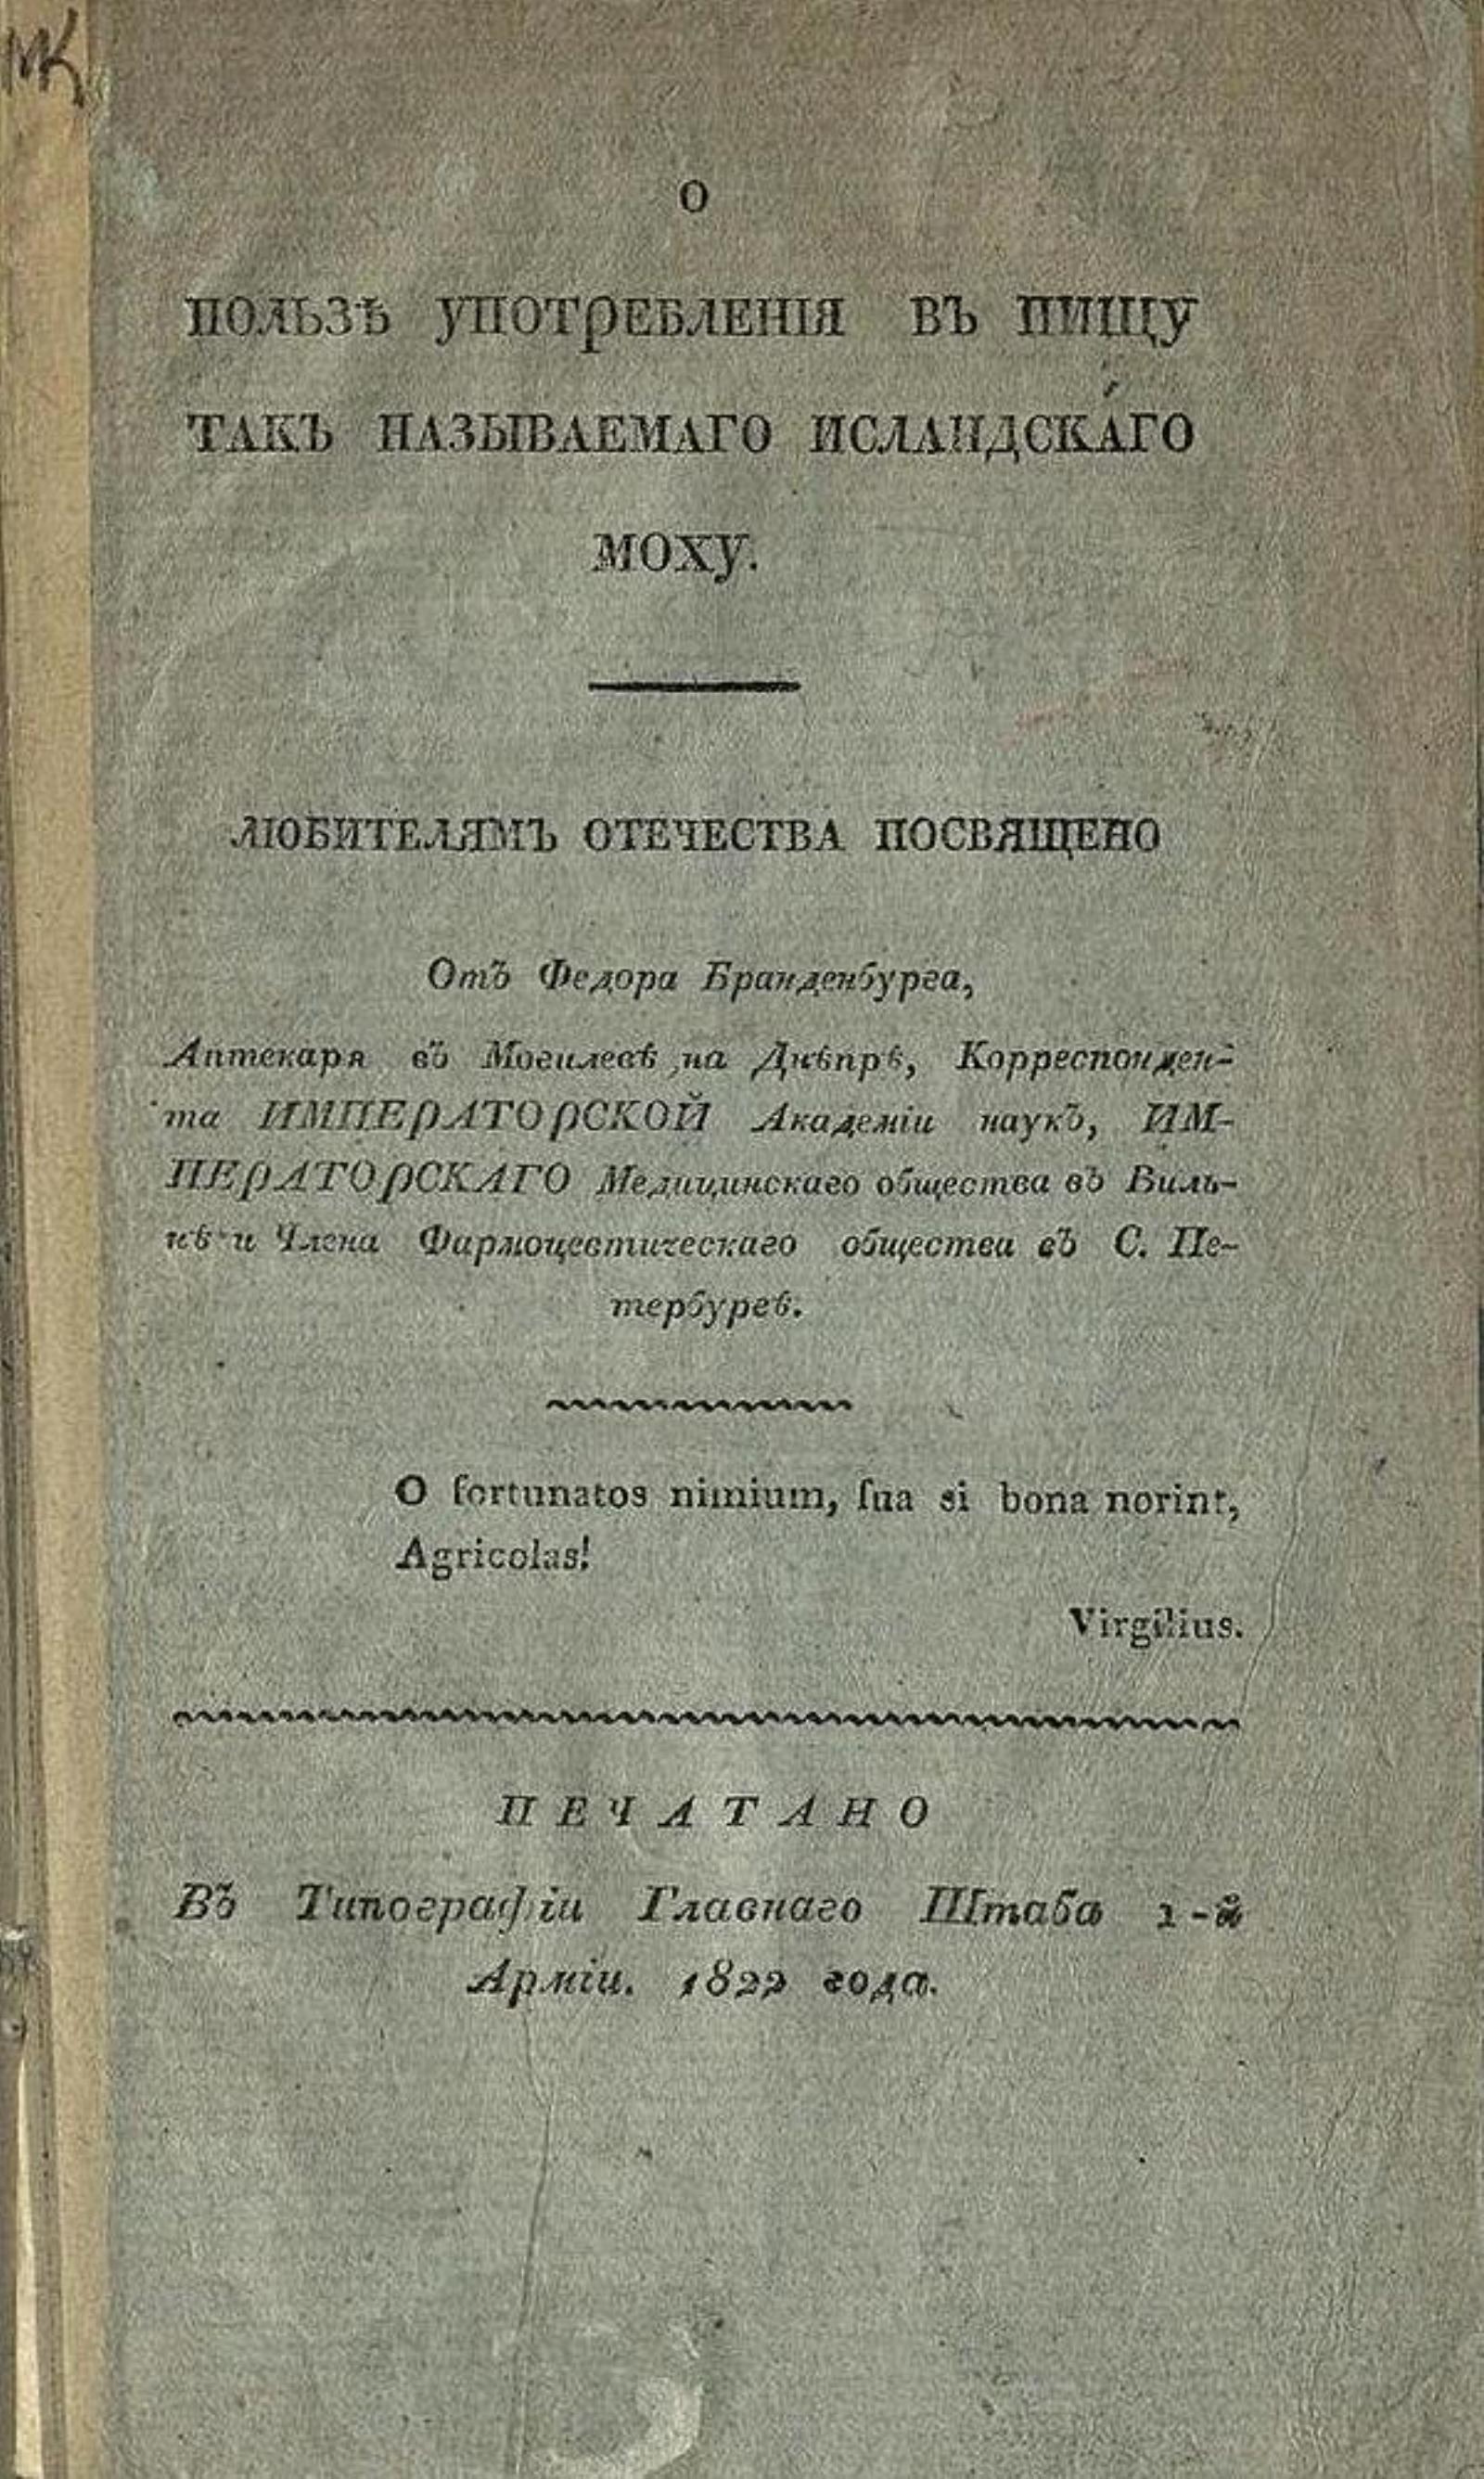 МК
О
ПОЛЬЗѢ УПОТРЕБЛЕНІЯ ВЪ ПИЩУ
ТАКЪ НАЗЫВАЕМАГО ИСЛАНДСКАГО
МОХУ.
ЛЮБИТЕЛЯМЪ ОТЕЧЕСТВА ПОСВЯЩЕНО
Отъ Федора Бранденбурга,
Аптекаря въ Могилевѣ на Днѣпрѣ, Корреспонден-
та ИМПЕРАТОРСКОЙ Академіи наукъ, ИМ-
ПЕРАТОРСКАГО Медицинскаго общества въ Виль-
нѣ и Члена Фармоцевтическаго общества въ С. Пе-
тербургѣ.
O fortunatos nimium, ſua si bona norint,
Agricolas!
Virgilius.
ПЕЧАТАНО
Въ Типографіи Главнаго Штаба 1-й
Арміи. 1822 года.